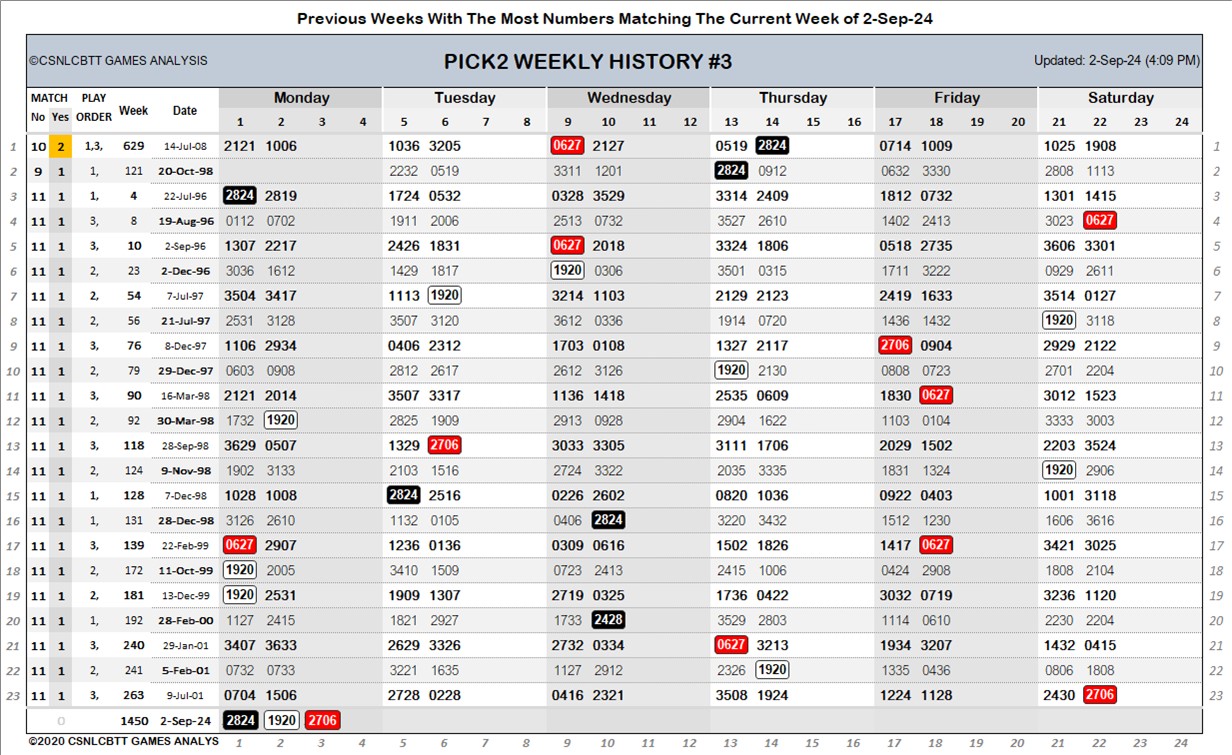 Previous Weeks With The Most Numbers Matching The Current Week of 2-Sep-24
©CSNLCBTT GAMES ANALYSIS PICK2 WEEKLY HISTORY #3 Updated: 2-Sep-24 (4:09 PM)
MATCH PLAY Week Date Monday Tuesday Wednesday Thursday Friday Saturday
No Yes ORDER 1 2 3 4 5 6 7 8 9 10 11 12 13 14 15 16 17 18 19 20 21 22 23 24
1 10 2 1,3, 629 14-Jul-08 2121 1006 1036 3205 0627 2127 0519 2824 0714 1009 1025 1908 1
2 9 1 1, 121 20-Oct-98 2232 0519 3311 1201 2824 0912 0632 3330 2808 1113 2
3 11 1 1, 4 22-Jul-96 2824 2819 1724 0532 0328 3529 3314 2409 1812 0732 1301 1415 3
4 11 1 3, 8 19-Aug-96 0112 0702 1911 2006 2513 0732 3527 2610 1402 2413 3023 0627 4
5 11 1 3, 10 2-Sep-96 1307 2217 2426 1831 0627 2018 3324 1806 0518 2735 3606 3301 5
6 11 1 2, 23 2-Dec-96 3036 1612 1429 1817 1920 0306 3501 0315 1711 3222 0929 2611 6
7 11 1 2, 54 7-Jul-97 3504 3417 1113 1920 3214 1103 2129 2123 2419 1633 3514 0127 7
8 11 1 2, 56 21-Jul-97 2531 3128 3507 3120 3612 0336 1914 0720 1436 1432 1920 3118 8
9 11 1 3, 76 8-Dec-97 1106 2934 0406 2312 1703 0108 1327 2117 2706 0904 2929 2122 9
10 11 1 2, 79 29-Dec-97 0603 0908 2812 2617 2612 3126 1920 2130 0808 0723 2701 2204 10
11 11 1 3, 90 16-Mar-98 2121 2014 3507 3317 1136 1418 2535 0609 1830 0627 3012 1523 11
12 11 1 2, 92 30-Mar-98 1732 1920 2825 1909 2913 0928 2904 1622 1103 0104 3333 3003 12
13 11 1 3, 118 28-Sep-98 3629 0507 1329 2706 3033 3305 3111 1706 2029 1502 2203 3524 13
14 11 1 2, 124 9-Nov-98 1902 3133 2103 1516 2724 3322 2035 3335 1831 1324 1920 2906 14
15 11 1 1, 128 7-Dec-98 1028 1008 2824 2516 0226 2602 0820 1036 0922 0403 1001 3118 15
16 11 1 1, 131 28-Dec-98 3126 2610 1132 0105 0406 2824 3220 3432 1512 1230 1606 3616 16
17 11 1 3, 139 22-Feb-99 0627 2907 1236 0136 0309 0616 1502 1826 1417 0627 3421 3025 17
18 11 1 2, 172 11-Oct-99 1920 2005 3410 1509 0723 2413 2415 1006 0424 2908 1808 2104 18
19 11 1 2, 181 13-Dec-99 1920 2531 1909 1307 2719 0325 1736 0422 3032 0719 3236 1120 19
20 11 1 1, 192 28-Feb-00 1127 2415 1821 2927 1733 2428 3529 2803 1114 0610 2230 2204 20
21 11 1 3, 240 29-Jan-01 3407 3633 2629 3326 2732 0334 0627 3213 1934 3207 1432 0415 21
22 11 1 2, 241 5-Feb-01 0732 0733 3221 1635 1127 2912 2326 1920 1335 0436 0806 1808 22
23 11 1 3, 263 9-Jul-01 0704 1506 2728 0228 0416 2321 3508 1924 1224 1128 2430 2706 23
0 1450 2-Sep-24 2824 1920 2706
©2020 CSNLCBTT GAMES ANALYS 1 2 3 4 5 6 7 8 9 10 11 12 13 14 15 16 17 18 19 20 21 22 23 24